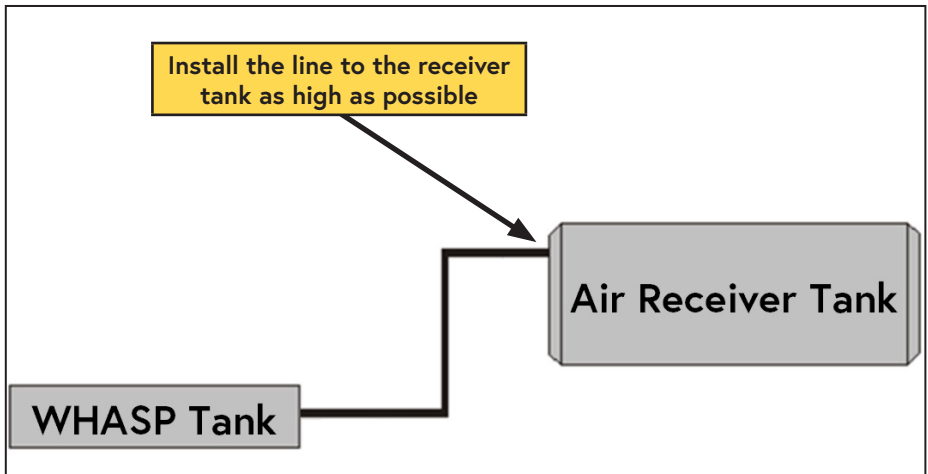 Install the line to the receiver
tank as high as possible
Air Receiver Tank
WHASP Tank